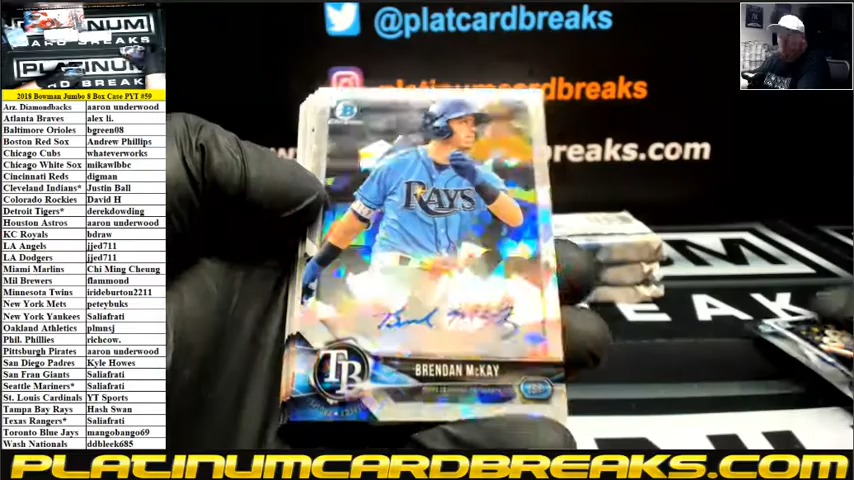 @platcardbreaks
platinumcardbreaks
breaks.com
2018 Bowman Jumbo 8 Box Case PYT #59
Arz. Diamondbacks aaron underwood
Atlanta Braves alex li.
Baltimore Orioles bgreen08
Boston Red Sox Andrew Phillips
Chicago Cubs whateverworks
Chicago White Sox mikawlbbc
Cincinnati Reds digman
Cleveland Indians* Justin Ball
Colorado Rockies David H
Detroit Tigers* derekdowding
Houston Astros aaron underwood
KC Royals bdraw
LA Angels jjed711
LA Dodgers jjed711
Miami Marlins Chi Ming Cheung
Mil Brewers flammond
Minnesota Twins irideburton2211
New York Mets peteybuks
New York Yankees Saliafrati
Oakland Athletics plmnsj
Phil. Phillies richcow.
Pittsburgh Pirates aaron underwood
San Diego Padres Kyle Howes
San Fran Giants Saliafrati
Seattle Mariners* Saliafrati
St. Louis Cardinals YT Sports
Tampa Bay Rays Hash Swan
Texas Rangers* Saliafrati
Toronto Blue Jays mangobango69
Wash Nationals ddbleek685
RAYS
TB
BRENDAN McKAY
PLATINUMCARDBREAKS.COM